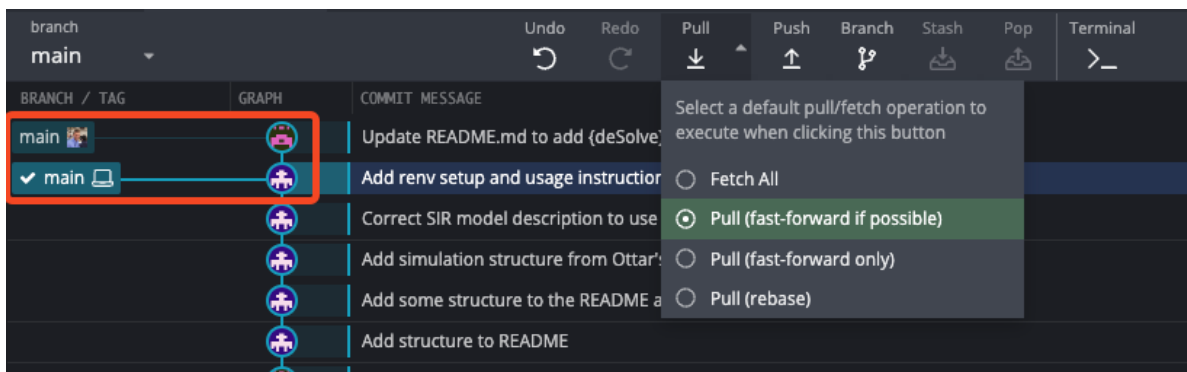 branch
main
Undo
Redo
Pull
Push
Branch
Stash
Pop
Terminal
BRANCH / TAG
GRAPH
COMMIT MESSAGE
main
Update README.md to add {deSolve}
main
Add renv setup and usage instruction
Correct SIR model description to use
Add simulation structure from Ottar's
Add some structure to the README a
Add structure to README
Select a default pull/fetch operation to
execute when clicking this button
Fetch All
Pull (fast-forward if possible)
Pull (fast-forward only)
Pull (rebase)